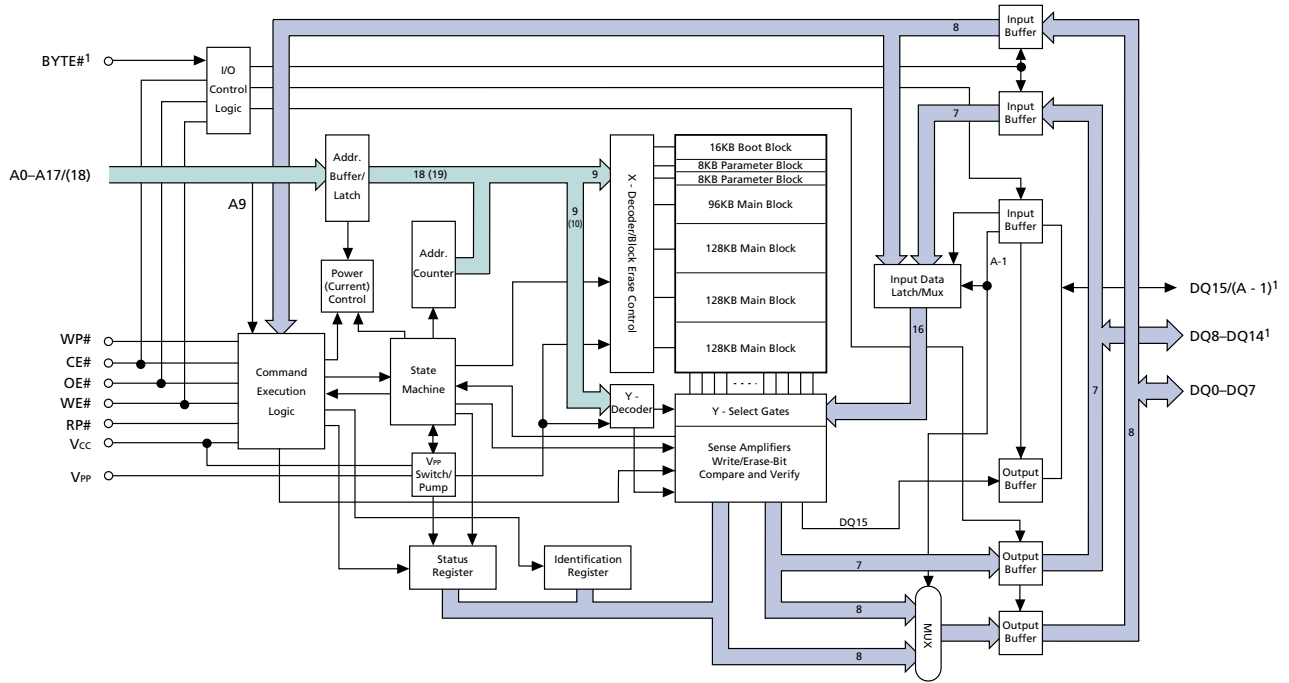 8
Input
Buffer
BYTE#1
I/O
Control
Logic
Input
Buffer
7
16KB Boot Block
8KB Parameter Block
8KB Parameter Block
96KB Main Block
128KB Main Block
128KB Main Block
128KB Main Block
Addr.
Buffer/
Latch
A0–A17/(18)
18 (19)
9
X - Decoder/Block Erase Control
A9
9
(10)
Input
Buffer
Addr.
Counter
A-1
Power
(Current)
Control
Input Data
Latch/Mux
DQ15/(A - 1)1
16
DQ8–DQ141
WP#
CE#
OE#
WE#
RP#
VCC
VPP
Command
Execution
Logic
State
Machine
7
DQ0–DQ7
Y -
Decoder
Y - Select Gates
8
Sense Amplifiers
Write/Erase-Bit
Compare and Verify
VPP
Switch/
Pump
Output
Buffer
DQ15
Status
Register
Identification
Register
7
Output
Buffer
8
MUX
Output
Buffer
8